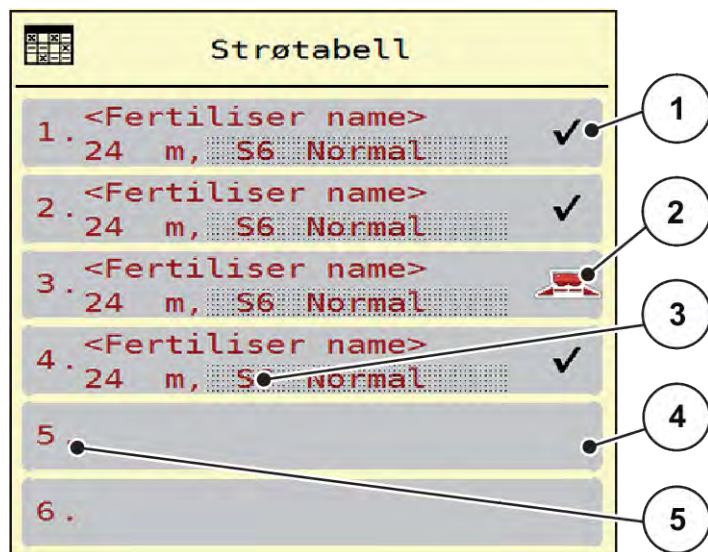 Strøtabell
1. <Fertiliser name>
24 m, S6 Normal
1
2. <Fertiliser name>
24 m, S6 Normal
2
3. <Fertiliser name>
24 m, S6 Normal
3
4. <Fertiliser name>
24 m, S6 Normal
5.
4
6.
5